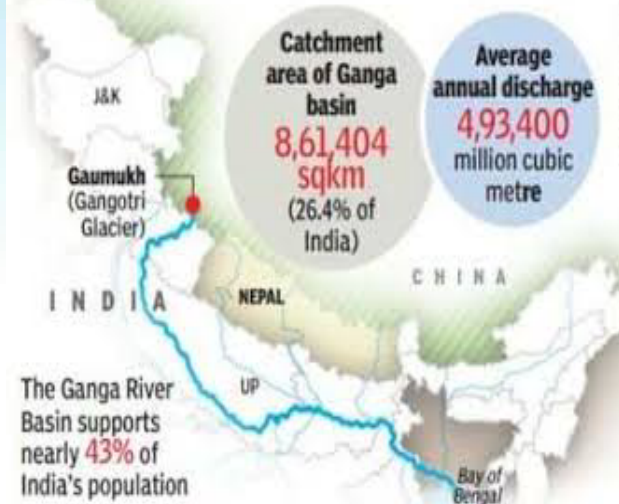 Catchment
area of Ganga
basin
8,61,404
sqkm
(26.4% of
India)
Average
annual discharge
4,93,400
million cubic
metre
J&K
Gaumukh
(Gangotri
Glacier)
CHINA
INDIA
NEPAL
UP
The Ganga River
Basin supports
nearly 43% of
India's population
Bay of
Bengal